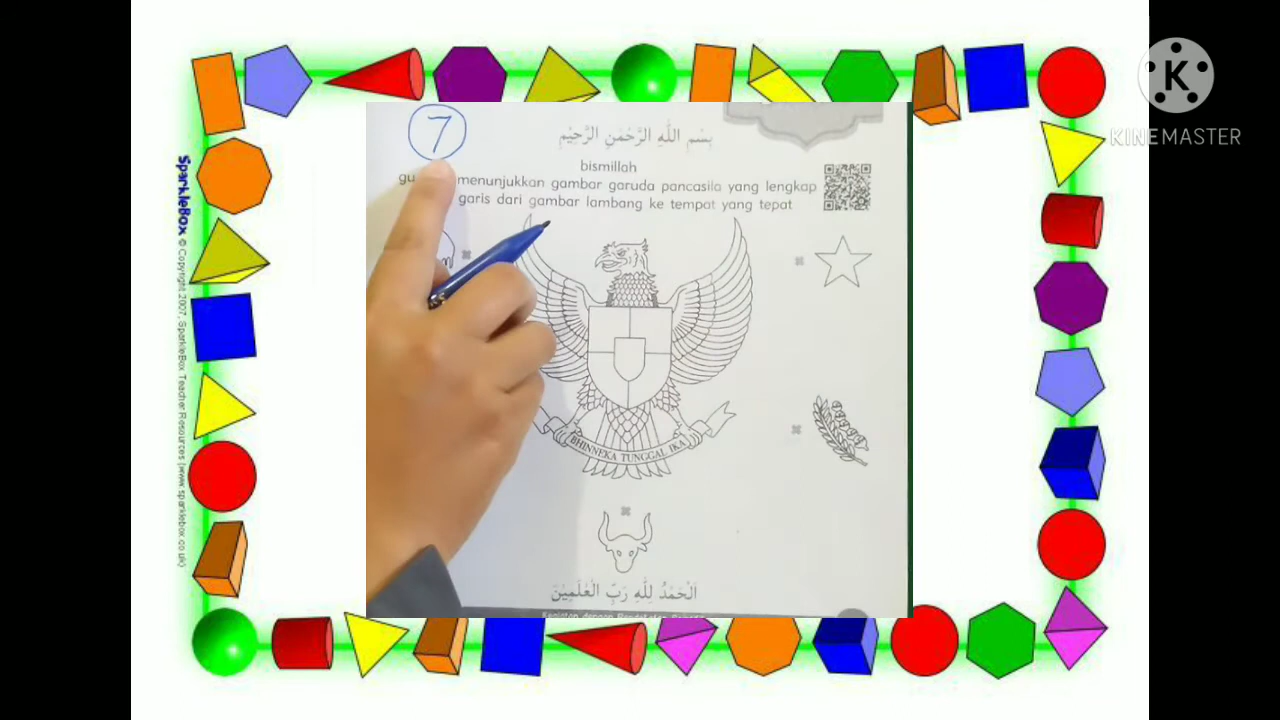 7
بِسْمِ اللّٰهِ الرَّحْمٰنِ الرَّحِيْمِ
bismillah
menunjukkan gambar garuda pancasila yang lengkap
garis dari gambar lambang ke tempat yang tepat
BHINNEKA TUNGGAL IKA
اَلْحَمْدُ لِلّٰهِ رَبِّ الْعٰلَمِيْنَ
K
KINEMASTER
SparkleBox © Copyright 2007, SparkleBox Teacher Resources (www.sparklebox.co.uk)